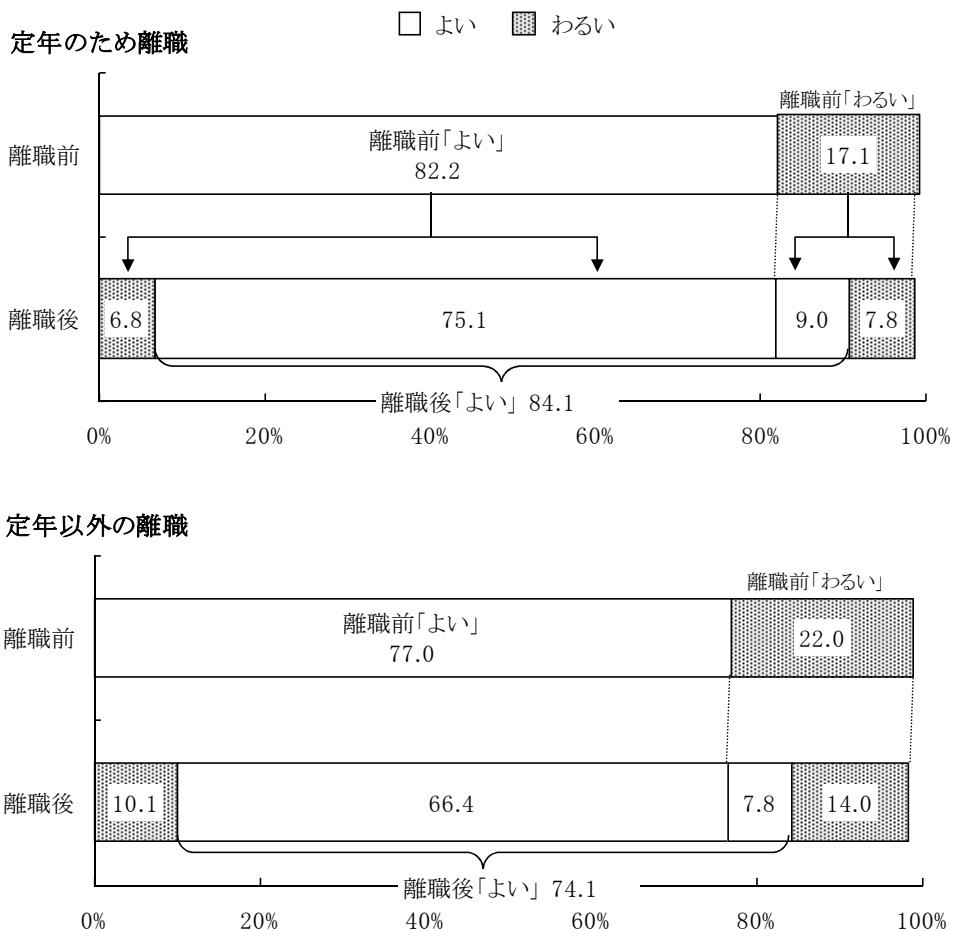 よい わるい
定年のため離職
離職前「わるい」
離職前
離職前「よい」
82.2
17.1
離職後
6.8 75.1 9.0 7.8
離職後「よい」 84.1
0% 20% 40% 60% 80% 100%
定年以外の離職
離職前「わるい」
離職前
離職前「よい」
77.0
22.0
離職後
10.1 66.4 7.8 14.0
離職後「よい」 74.1
0% 20% 40% 60% 80% 100%